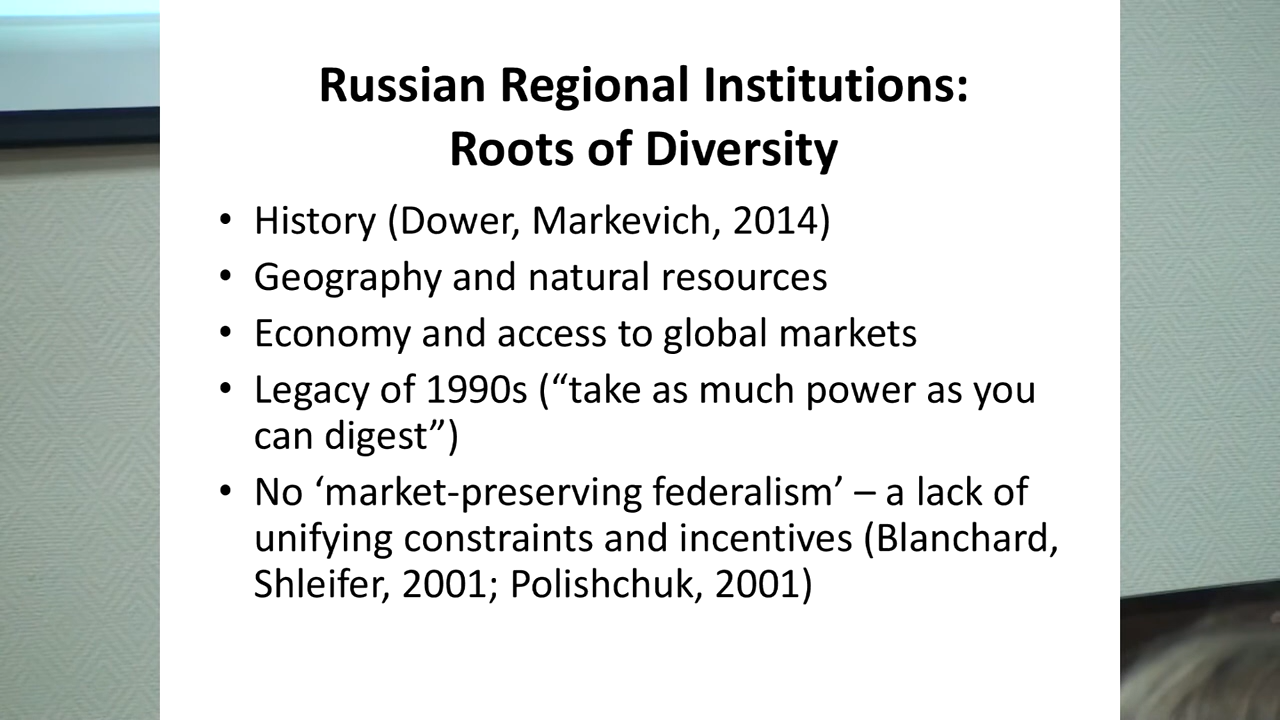 Russian Regional Institutions:
Roots of Diversity
• History (Dower, Markevich, 2014)
• Geography and natural resources
• Economy and access to global markets
• Legacy of 1990s (“take as much power as you
can digest”)
• No ‘market-preserving federalism’ – a lack of
unifying constraints and incentives (Blanchard,
Shleifer, 2001; Polishchuk, 2001)